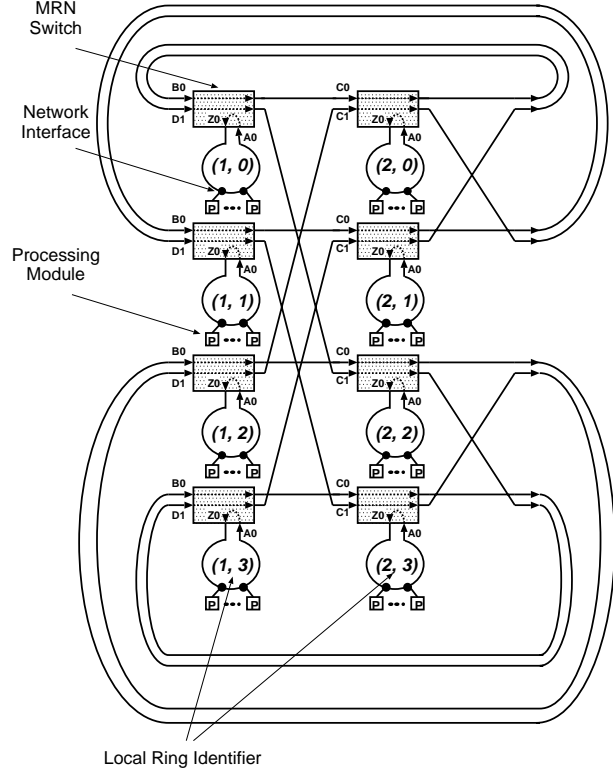 MRN
Switch
B0
C0
D1
C1
Z0
A0
Z0
A0
Network
Interface
(1, 0)
(2, 0)
P
P
P
P
B0
C0
D1
C1
Z0
A0
Z0
A0
Processing
Module
(1, 1)
(2, 1)
P
P
P
P
B0
C0
D1
C1
Z0
A0
Z0
A0
(1, 2)
(2, 2)
P
P
P
P
B0
C0
D1
C1
Z0
A0
Z0
A0
(1, 3)
(2, 3)
P
P
P
P
Local Ring Identifier